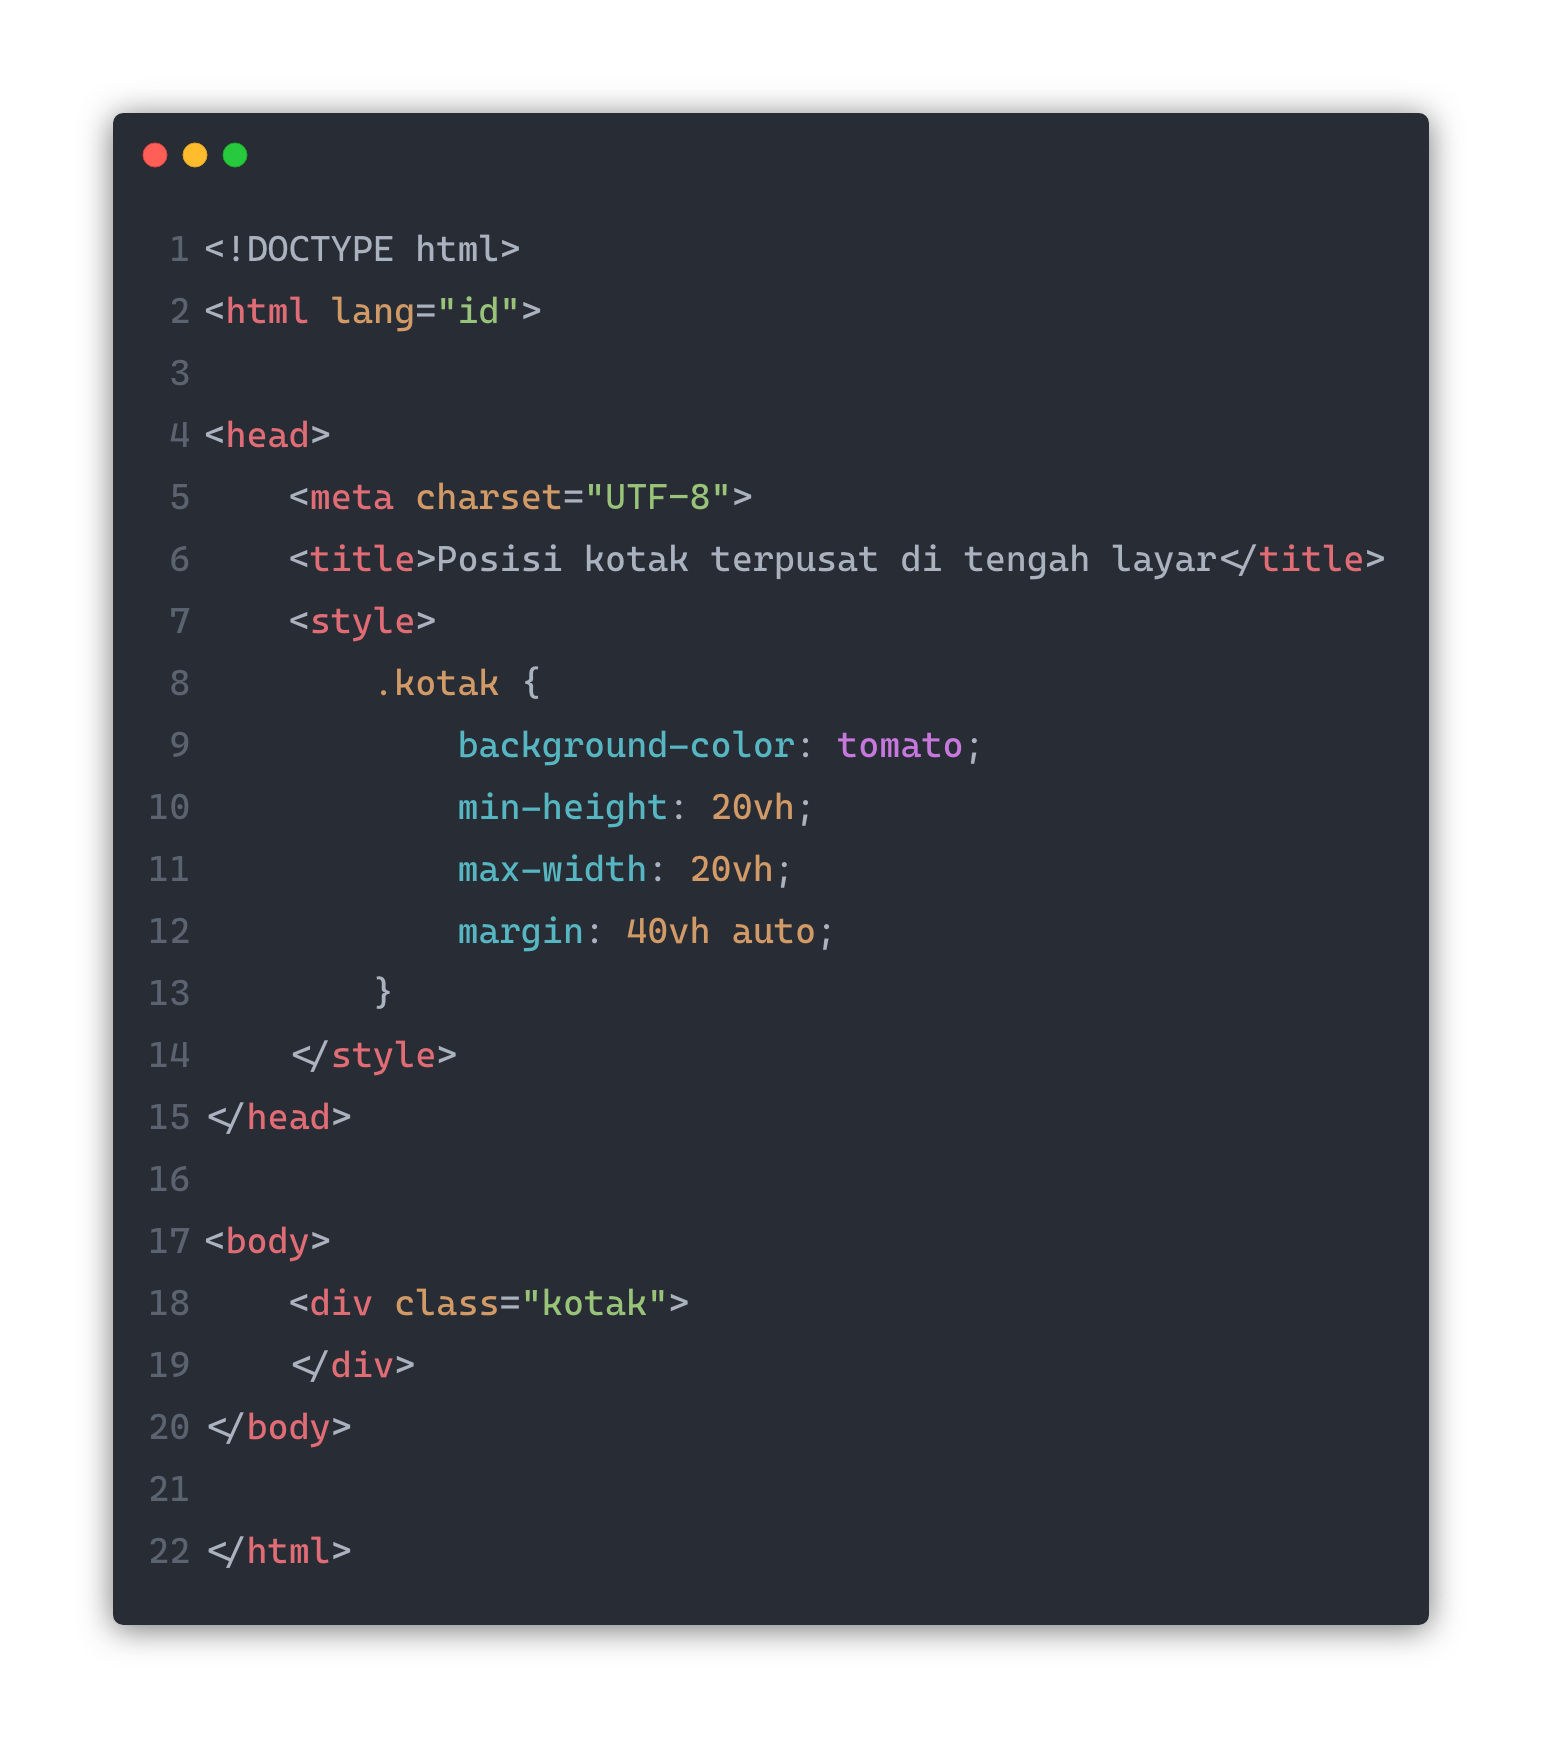 1 <!DOCTYPE html>
2 <html lang="id">
3
4 <head>
5     <meta charset="UTF-8">
6     <title>Posisi kotak terpusat di tengah layar</title>
7     <style>
8         .kotak {
9             background-color: tomato;
10             min-height: 20vh;
11             max-width: 20vh;
12             margin: 40vh auto;
13         }
14     </style>
15 </head>
16
17 <body>
18     <div class="kotak">
19     </div>
20 </body>
21
22 </html>